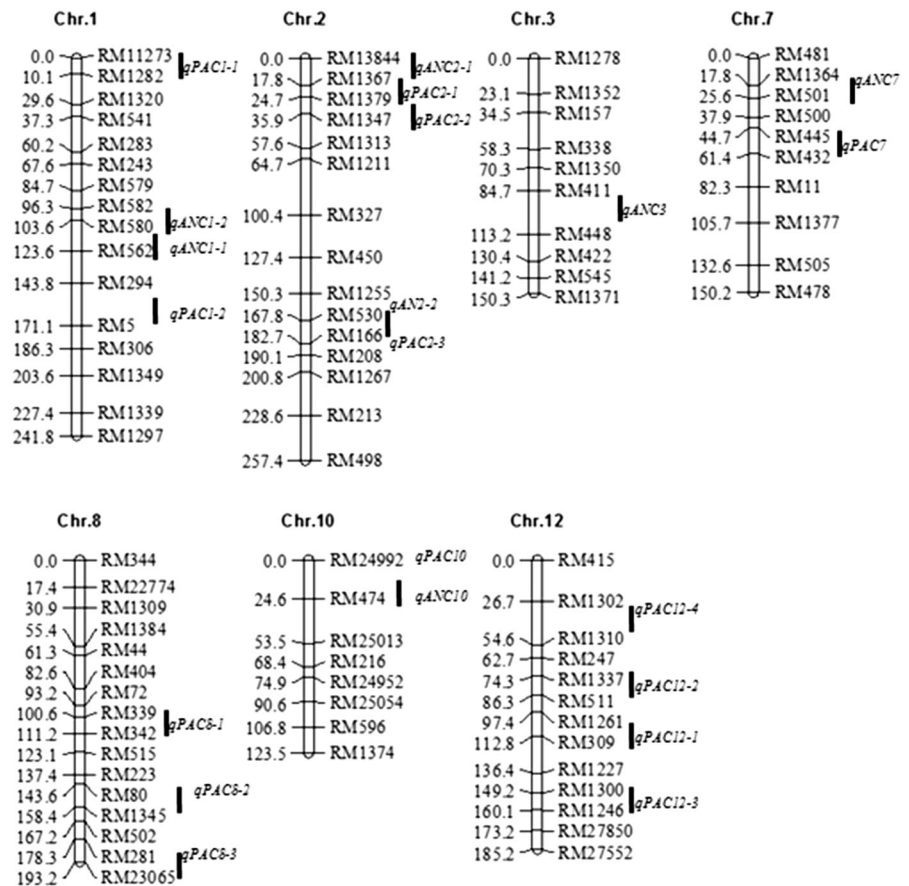 Chr.1
0.0 RM11273 qPAC1-1
10.1 RM1282
29.6 RM1320
37.3 RM541
60.2 RM283
67.6 RM243
84.7 RM579
96.3 RM582
103.6 RM580 qANC1-2
123.6 RM562 qANC1-1
143.8 RM294
qPAC1-2
171.1 RM5
186.3 RM306
203.6 RM1349
227.4 RM1339
241.8 RM1297
Chr.2
0.0 RM13844 qANC2-1
17.8 RM1367
qPAC2-1
24.7 RM1379
35.9 RM1347 qPAC2-2
57.6 RM1313
64.7 RM1211
100.4 RM327
127.4 RM450
150.3 RM1255
qAN2-2
167.8 RM530
182.7 RM166 qPAC2-3
190.1 RM208
200.8 RM1267
228.6 RM213
257.4 RM498
Chr.3
0.0 RM1278
23.1 RM1352
34.5 RM157
58.3 RM338
70.3 RM1350
84.7 RM411
qANC3
113.2 RM448
130.4 RM422
141.2 RM545
150.3 RM1371
Chr.7
0.0 RM481
17.8 RM1364 qANC7
25.6 RM501
37.9 RM500
44.7 RM445 qPAC7
61.4 RM432
82.3 RM11
105.7 RM1377
132.6 RM505
150.2 RM478
Chr.8
0.0 RM344
17.4 RM22774
30.9 RM1309
55.4 RM1384
61.3 RM44
82.6 RM404
93.2 RM72
100.6 RM339 qPAC8-1
111.2 RM342
123.1 RM515
137.4 RM223
143.6 RM80 qPAC8-2
158.4 RM1345
167.2 RM502
178.3 RM281 qPAC8-3
193.2 RM23065
Chr.10
0.0 RM24992 qPAC10
24.6 RM474 qANC10
53.5 RM25013
68.4 RM216
74.9 RM24952
90.6 RM25054
106.8 RM596
123.5 RM1374
Chr.12
0.0 RM415
26.7 RM1302 qPAC12-4
54.6 RM1310
62.7 RM247
74.3 RM1337 qPAC12-2
86.3 RM511
97.4 RM1261
112.8 RM309 qPAC12-1
136.4 RM1227
149.2 RM1300 qPAC12-3
160.1 RM1246
173.2 RM27850
185.2 RM27552